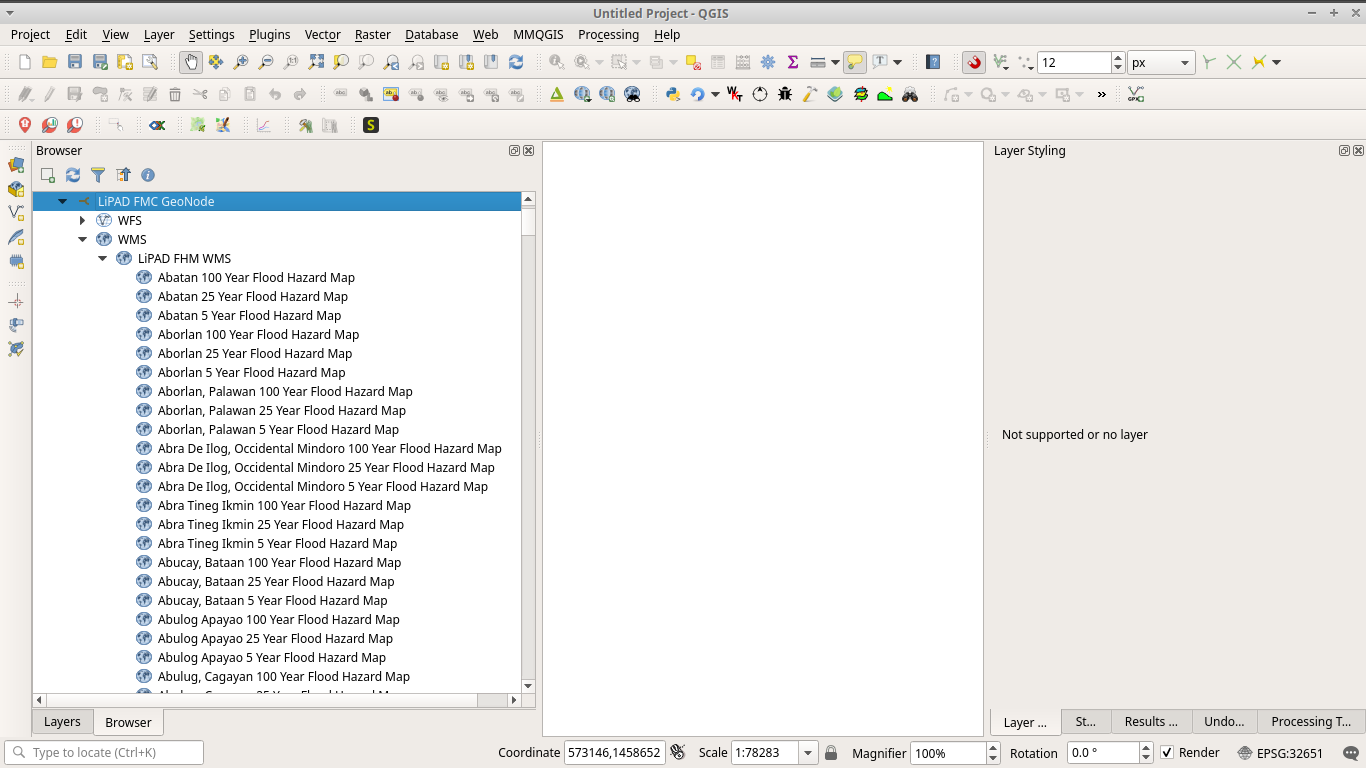 Untitled Project - QGIS
Project Edit View Layer Settings Plugins Vector Raster Database Web MMQGIS Processing Help
12 px
S
Browser
LiPAD FMC GeoNode
WFS
WMS
LiPAD FHM WMS
Abatan 100 Year Flood Hazard Map
Abatan 25 Year Flood Hazard Map
Abatan 5 Year Flood Hazard Map
Aborlan 100 Year Flood Hazard Map
Aborlan 25 Year Flood Hazard Map
Aborlan 5 Year Flood Hazard Map
Aborlan, Palawan 100 Year Flood Hazard Map
Aborlan, Palawan 25 Year Flood Hazard Map
Aborlan, Palawan 5 Year Flood Hazard Map
Abra De Ilog, Occidental Mindoro 100 Year Flood Hazard Map
Abra De Ilog, Occidental Mindoro 25 Year Flood Hazard Map
Abra De Ilog, Occidental Mindoro 5 Year Flood Hazard Map
Abra Tineg Ikmin 100 Year Flood Hazard Map
Abra Tineg Ikmin 25 Year Flood Hazard Map
Abra Tineg Ikmin 5 Year Flood Hazard Map
Abucay, Bataan 100 Year Flood Hazard Map
Abucay, Bataan 25 Year Flood Hazard Map
Abucay, Bataan 5 Year Flood Hazard Map
Abulog Apayao 100 Year Flood Hazard Map
Abulog Apayao 25 Year Flood Hazard Map
Abulog Apayao 5 Year Flood Hazard Map
Abulug, Cagayan 100 Year Flood Hazard Map
Layers Browser
Layer Styling
Not supported or no layer
Layer ... St... Results ... Undo... Processing T...
Type to locate (Ctrl+K) Coordinate 573146,1458652 Scale 1:78283 Magnifier 100% Rotation 0.0 ° Render EPSG:32651